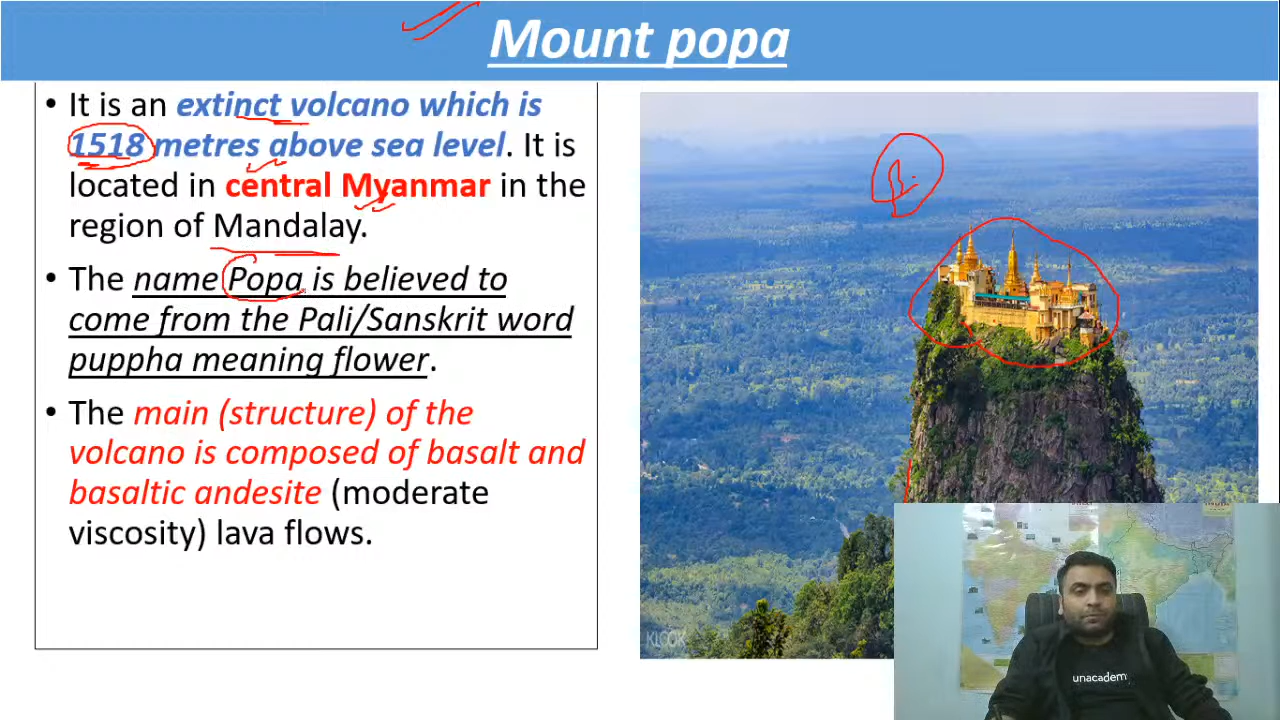 Mount popa
• It is an extinct volcano which is
1518 metres above sea level. It is
located in central Myanmar in the
region of Mandalay.
• The name Popa is believed to
come from the Pali/Sanskrit word
puppha meaning flower.
• The main (structure) of the
volcano is composed of basalt and
basaltic andesite (moderate
viscosity) lava flows.
KLOOK
unacadem